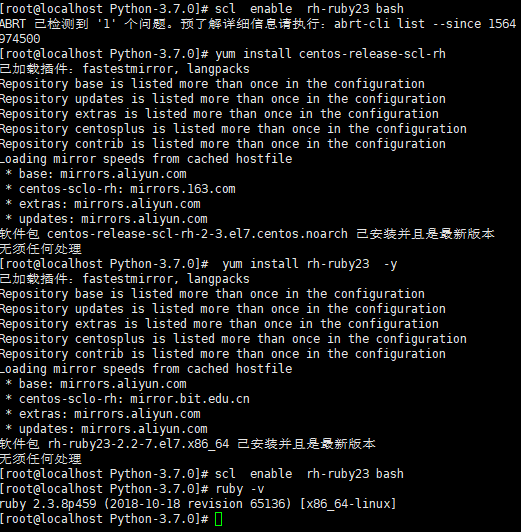 [root@localhost Python-3.7.0]# scl  enable  rh-ruby23 bash
ABRT 已检测到 '1' 个问题。预了解详细信息请执行：abrt-cli list --since 1564
974500
[root@localhost Python-3.7.0]# yum install centos-release-scl-rh
已加载插件：fastestmirror, langpacks
Repository base is listed more than once in the configuration
Repository updates is listed more than once in the configuration
Repository extras is listed more than once in the configuration
Repository centosplus is listed more than once in the configuration
Repository contrib is listed more than once in the configuration
Loading mirror speeds from cached hostfile
 * base: mirrors.aliyun.com
 * centos-sclo-rh: mirrors.163.com
 * extras: mirrors.aliyun.com
 * updates: mirrors.aliyun.com
软件包 centos-release-scl-rh-2-3.el7.centos.noarch 已安装并且是最新版本
无须任何处理
[root@localhost Python-3.7.0]#  yum install rh-ruby23  -y
已加载插件：fastestmirror, langpacks
Repository base is listed more than once in the configuration
Repository updates is listed more than once in the configuration
Repository extras is listed more than once in the configuration
Repository centosplus is listed more than once in the configuration
Repository contrib is listed more than once in the configuration
Loading mirror speeds from cached hostfile
 * base: mirrors.aliyun.com
 * centos-sclo-rh: mirror.bit.edu.cn
 * extras: mirrors.aliyun.com
 * updates: mirrors.aliyun.com
软件包 rh-ruby23-2.2-7.el7.x86_64 已安装并且是最新版本
无须任何处理
[root@localhost Python-3.7.0]# scl  enable  rh-ruby23 bash
[root@localhost Python-3.7.0]# ruby -v
ruby 2.3.8p459 (2018-10-18 revision 65136) [x86_64-linux]
[root@localhost Python-3.7.0]#